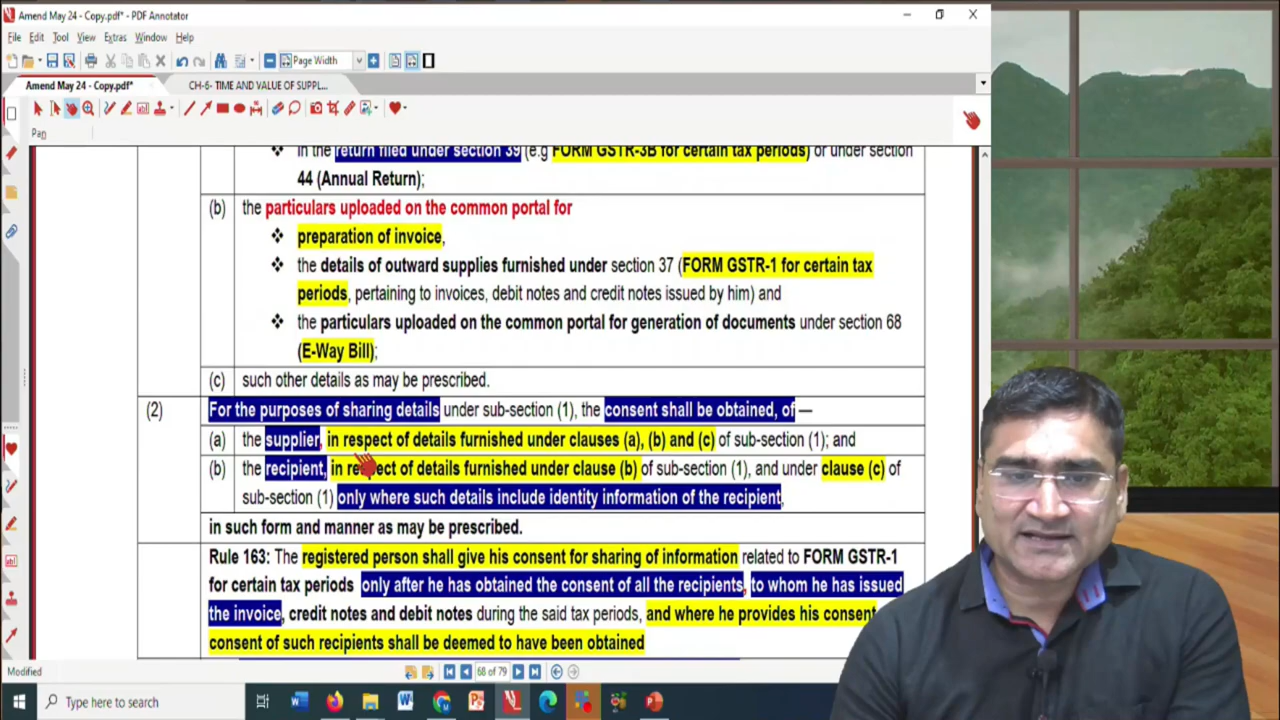 Amend May 24 - Copy.pdf* - PDF Annotator
File Edit Tool View Extras Window Help
Page Width
Amend May 24 - Copy.pdf*
CH-6- TIME AND VALUE OF SUPPL...
Pan
❖ in the return filed under section 39 (e.g FORM GSTR-3B for certain tax periods) or under section
44 (Annual Return);
(b) the particulars uploaded on the common portal for
❖ preparation of invoice,
❖ the details of outward supplies furnished under section 37 (FORM GSTR-1 for certain tax
periods, pertaining to invoices, debit notes and credit notes issued by him) and
❖ the particulars uploaded on the common portal for generation of documents under section 68
(E-Way Bill);
(c) such other details as may be prescribed.
(2) For the purposes of sharing details under sub-section (1), the consent shall be obtained, of —
(a) the supplier, in respect of details furnished under clauses (a), (b) and (c) of sub-section (1); and
(b) the recipient, in respect of details furnished under clause (b) of sub-section (1), and under clause (c) of
sub-section (1) only where such details include identity information of the recipient,
in such form and manner as may be prescribed.
Rule 163: The registered person shall give his consent for sharing of information related to FORM GSTR-1
for certain tax periods only after he has obtained the consent of all the recipients, to whom he has issued
the invoice, credit notes and debit notes during the said tax periods, and where he provides his consent
consent of such recipients shall be deemed to have been obtained
Modified
68 of 79
Type here to search